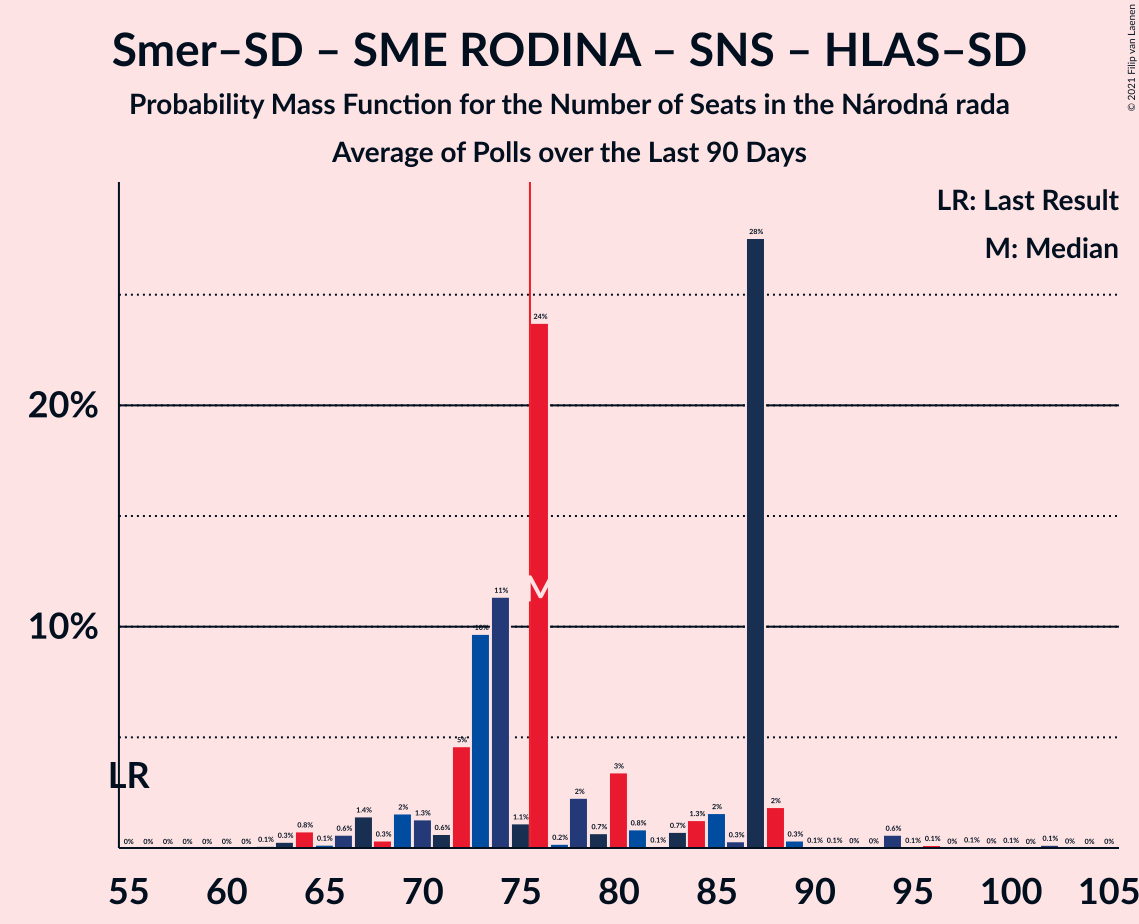 Smer–SD – SME RODINA – SNS – HLAS–SD
Probability Mass Function for the Number of Seats in the Národná rada
Average of Polls over the Last 90 Days
© 2021 Filip van Laenen
LR: Last Result
M: Median
20%
10%
LR
M
0% 0% 0% 0% 0% 0% 0% 0.1% 0.3% 0.8% 0.1% 0.6% 1.4% 0.3% 2% 1.3% 0.6% 5% 10% 11% 1.1% 24% 0.2% 2% 0.7% 3% 0.8% 0.1% 0.7% 1.3% 2% 0.3% 28% 2% 0.3% 0.1% 0.1% 0% 0% 0.6% 0.1% 0.1% 0% 0.1% 0% 0.1% 0% 0.1% 0% 0% 0%
55 60 65 70 75 80 85 90 95 100 105